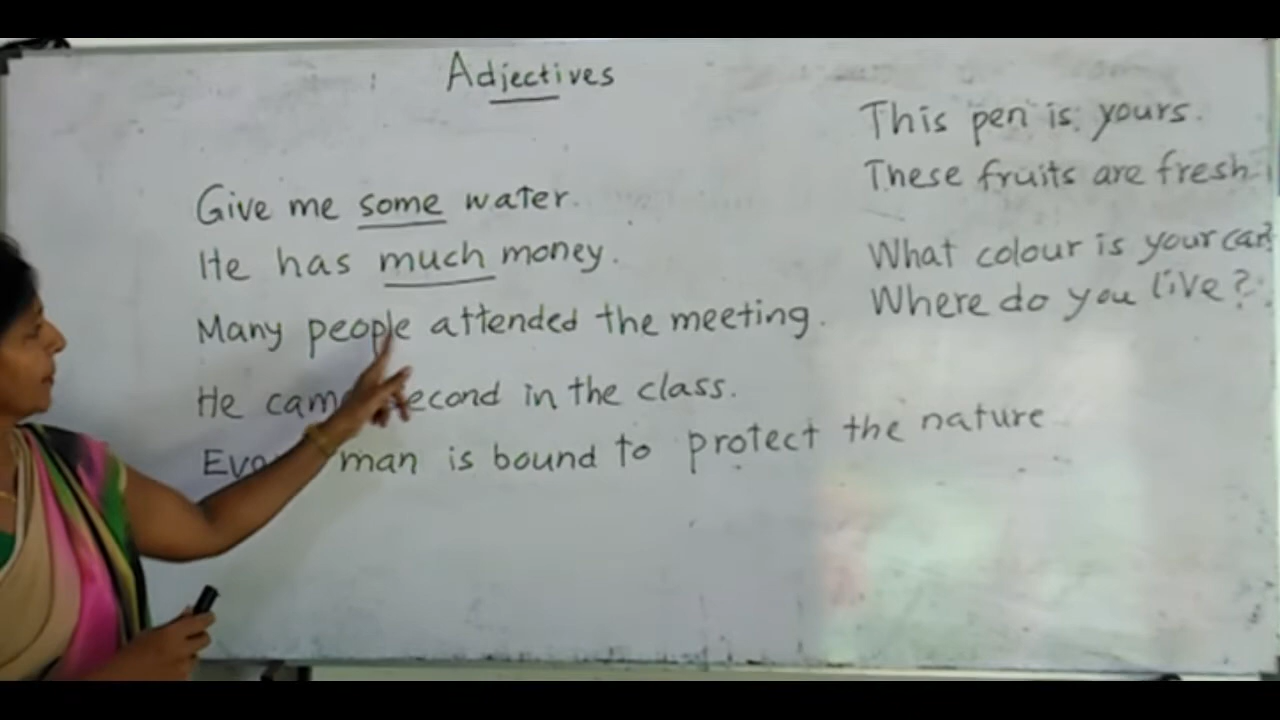 Adjectives
Give me some water.
He has much money.
Many people attended the meeting.
He came second in the class.
man is bound to protect the nature
This pen is yours.
These fruits are fresh
What colour is your car?
Where do you live?